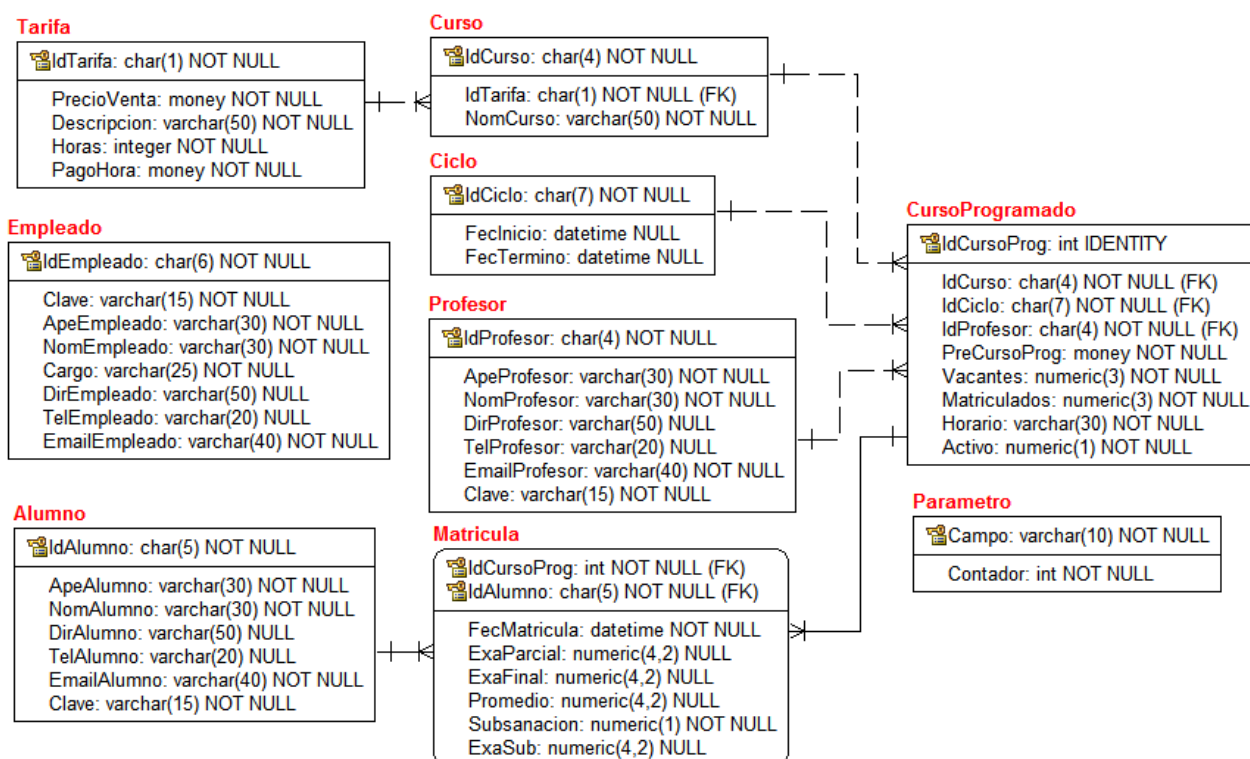 Tarifa
IdTarifa: char(1) NOT NULL
PrecioVenta: money NOT NULL
Descripcion: varchar(50) NOT NULL
Horas: integer NOT NULL
PagoHora: money NOT NULL
Curso
IdCurso: char(4) NOT NULL
IdTarifa: char(1) NOT NULL (FK)
NomCurso: varchar(50) NOT NULL
Ciclo
IdCiclo: char(7) NOT NULL
FecInicio: datetime NULL
FecTermino: datetime NULL
Empleado
IdEmpleado: char(6) NOT NULL
Clave: varchar(15) NOT NULL
ApeEmpleado: varchar(30) NOT NULL
NomEmpleado: varchar(30) NOT NULL
Cargo: varchar(25) NOT NULL
DirEmpleado: varchar(50) NULL
TelEmpleado: varchar(20) NULL
EmailEmpleado: varchar(40) NOT NULL
Profesor
IdProfesor: char(4) NOT NULL
ApeProfesor: varchar(30) NOT NULL
NomProfesor: varchar(30) NOT NULL
DirProfesor: varchar(50) NULL
TelProfesor: varchar(20) NULL
EmailProfesor: varchar(40) NOT NULL
Clave: varchar(15) NOT NULL
CursoProgramado
IdCursoProg: int IDENTITY
IdCurso: char(4) NOT NULL (FK)
IdCiclo: char(7) NOT NULL (FK)
IdProfesor: char(4) NOT NULL (FK)
PreCursoProg: money NOT NULL
Vacantes: numeric(3) NOT NULL
Matriculados: numeric(3) NOT NULL
Horario: varchar(30) NOT NULL
Activo: numeric(1) NOT NULL
Alumno
IdAlumno: char(5) NOT NULL
ApeAlumno: varchar(30) NOT NULL
NomAlumno: varchar(30) NOT NULL
DirAlumno: varchar(50) NULL
TelAlumno: varchar(20) NULL
EmailAlumno: varchar(40) NOT NULL
Clave: varchar(15) NOT NULL
Matricula
IdCursoProg: int NOT NULL (FK)
IdAlumno: char(5) NOT NULL (FK)
FecMatricula: datetime NOT NULL
ExaParcial: numeric(4,2) NULL
ExaFinal: numeric(4,2) NULL
Promedio: numeric(4,2) NULL
Subsanacion: numeric(1) NOT NULL
ExaSub: numeric(4,2) NULL
Parametro
Campo: varchar(10) NOT NULL
Contador: int NOT NULL